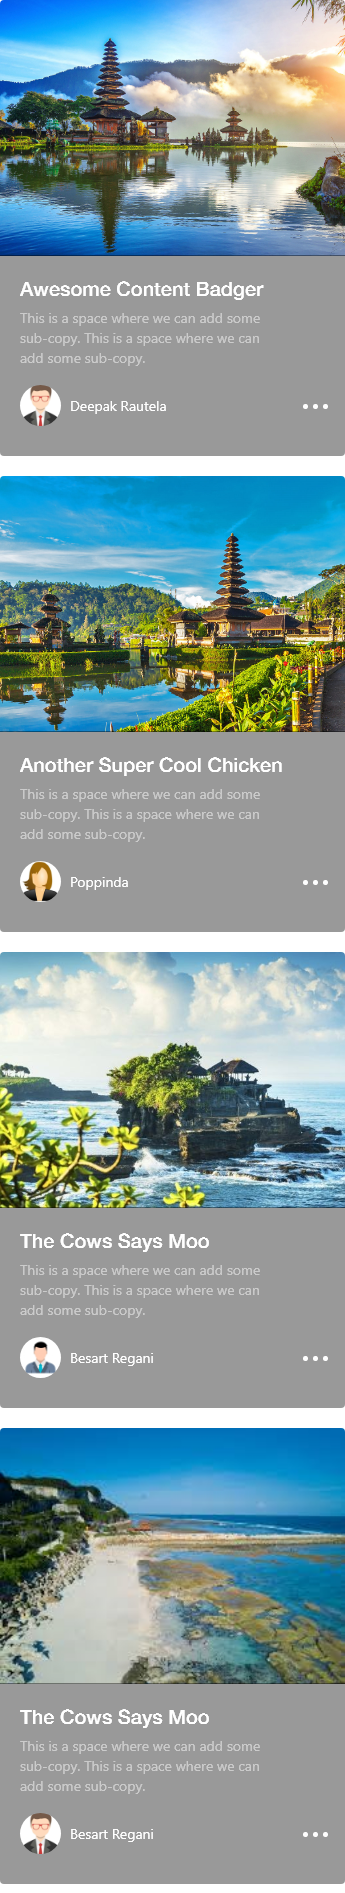 Awesome Content Badger
This is a space where we can add some
sub-copy. This is a space where we can
add some sub-copy.
Deepak Rautela
Another Super Cool Chicken
This is a space where we can add some
sub-copy. This is a space where we can
add some sub-copy.
Poppinda
The Cows Says Moo
This is a space where we can add some
sub-copy. This is a space where we can
add some sub-copy.
Besart Regani
The Cows Says Moo
This is a space where we can add some
sub-copy. This is a space where we can
add some sub-copy.
Besart Regani